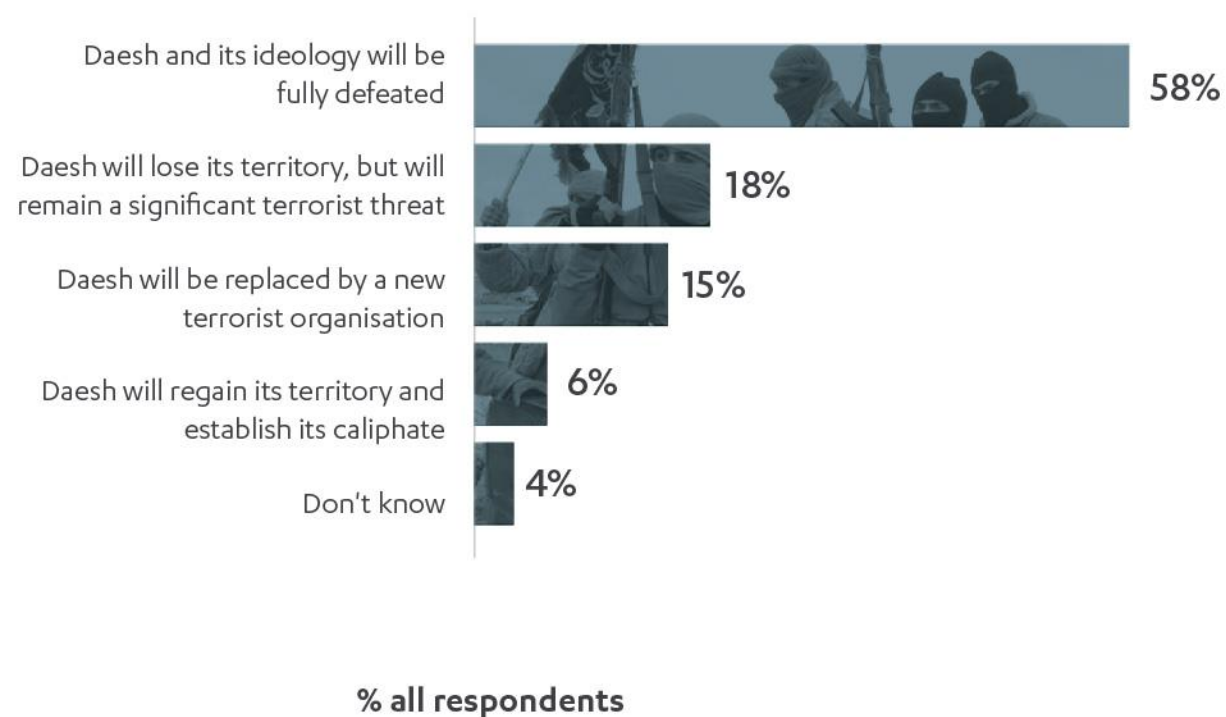 Daesh and its ideology will be
fully defeated
58%
Daesh will lose its territory, but will
remain a significant terrorist threat
18%
Daesh will be replaced by a new
terrorist organisation
15%
Daesh will regain its territory and
establish its caliphate
6%
Don't know
4%
% all respondents